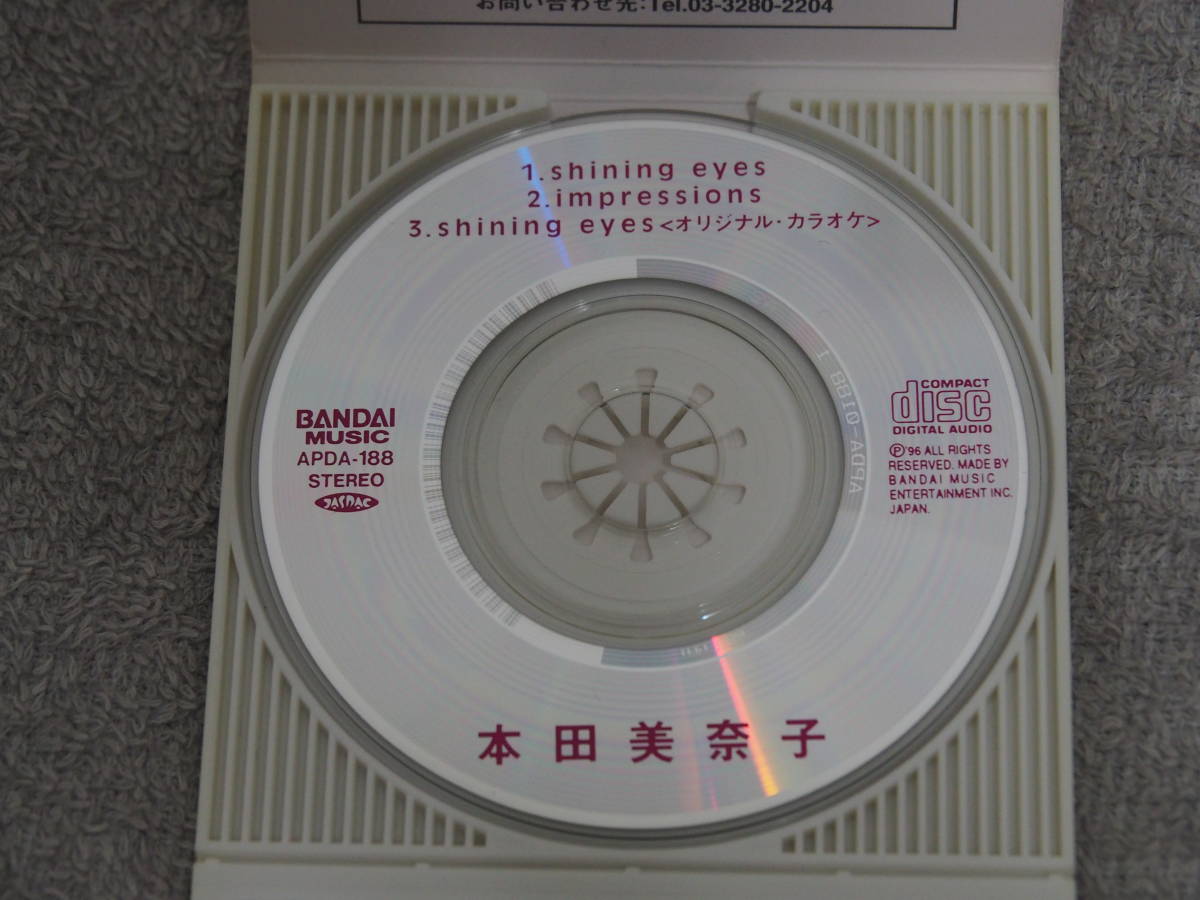 お問い合わせ先:Tel.03-3280-2204
1.shining eyes
2.impressions
3.shining eyes<オリジナル・カラオケ>
BANDAI
MUSIC
APDA-188
STEREO
JASRAC
COMPACT
disc
DIGITAL AUDIO
Ⓟ'96 ALL RIGHTS
RESERVED. MADE BY
BANDAI MUSIC
ENTERTAINMENT INC.
JAPAN.
APDA-0188 1
本田美奈子